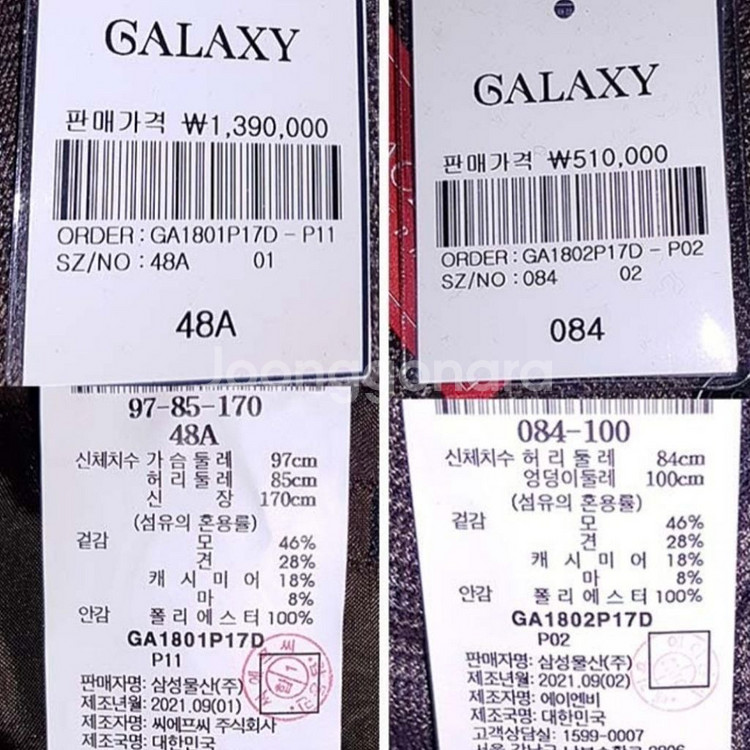 GALAXY
판매가격 ₩1,390,000
ORDER : GA1801P17D - P11
SZ/NO : 48A 01
48A
GALAXY
판매가격 ₩510,000
ORDER : GA1802P17D - P02
SZ/NO : 084 02
084
Joonggonara
97-85-170
48A
신체치수 가슴둘레 97cm
허리둘레 85cm
신장 170cm
(섬유의 혼용률)
겉감 모 46%
견 28%
캐시미어 18%
마 8%
안감 폴리에스터 100%
GA1801P17D
P11
판매자명: 삼성물산(주)
제조년월: 2021.09(01)
제조자명: 씨에프씨 주식회사
제조국명: 대한민국
084-100
신체치수 허리둘레 84cm
엉덩이둘레 100cm
(섬유의 혼용률)
겉감 모 46%
견 28%
캐시미어 18%
마 8%
안감 폴리에스터 100%
GA1802P17D
P02
판매자명: 삼성물산(주)
제조년월: 2021.09(02)
제조자명: 에이엔비
제조국명: 대한민국
고객상담실: 1599-0007